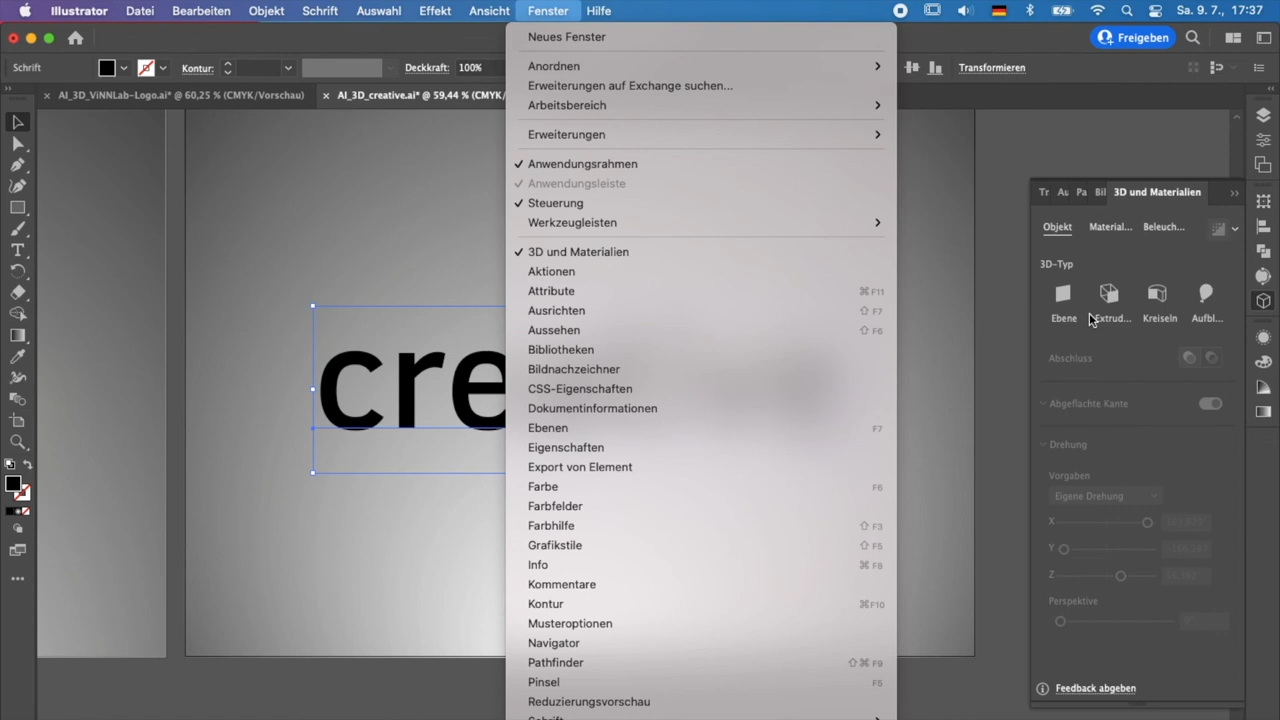 Illustrator Datei Bearbeiten Objekt Schrift Auswahl Effekt Ansicht Fenster Hilfe Sa. 9. 7., 17:37
Freigeben
Schrift Kontur: Deckkraft: 100% Transformieren
× AI_3D_ViNNLab-Logo.ai* @ 60,25 % (CMYK/Vorschau) × AI_3D_creative.ai* @ 59,44 % (CMYK/
Neues Fenster
Anordnen
Erweiterungen auf Exchange suchen...
Arbeitsbereich
Erweiterungen
Anwendungsrahmen
Anwendungsleiste
Steuerung
Werkzeugleisten
3D und Materialien
Aktionen
Attribute ⌘F11
Ausrichten ⇧F7
Aussehen ⇧F6
Bibliotheken
Bildnachzeichner
CSS-Eigenschaften
Dokumentinformationen
Ebenen F7
Eigenschaften
Export von Element
Farbe F6
Farbfelder
Farbhilfe ⇧F3
Grafikstile ⇧F5
Info ⌘F8
Kommentare
Kontur ⌘F10
Musteroptionen
Navigator
Pathfinder ⇧⌘F9
Pinsel F5
Reduzierungsvorschau
cre
Tr Au Pa Bil 3D und Materialien
Objekt Material... Beleuch...
3D-Typ
Ebene Extrud... Kreiseln Aufbl...
Abschluss
Abgeflachte Kante
Drehung
Vorgaben
Eigene Drehung
X
Y
Z
Perspektive
0°
Feedback abgeben